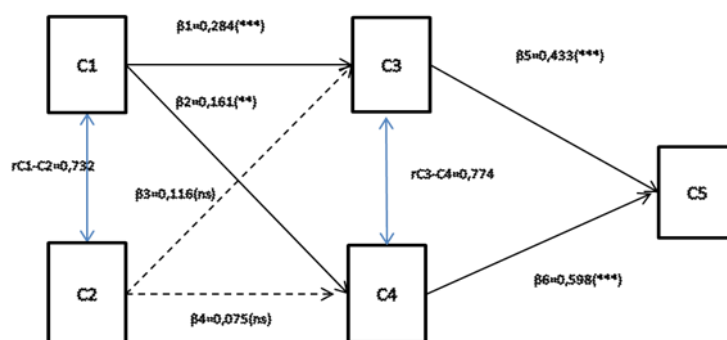 β1=0,284(***)
C1
C3
β5=0,433(***)
β2=0,161(**)
rC1-C2=0,732
rC3-C4=0,774
β3=0,116(ns)
C5
C2
C4
β6=0,598(***)
β4=0,075(ns)